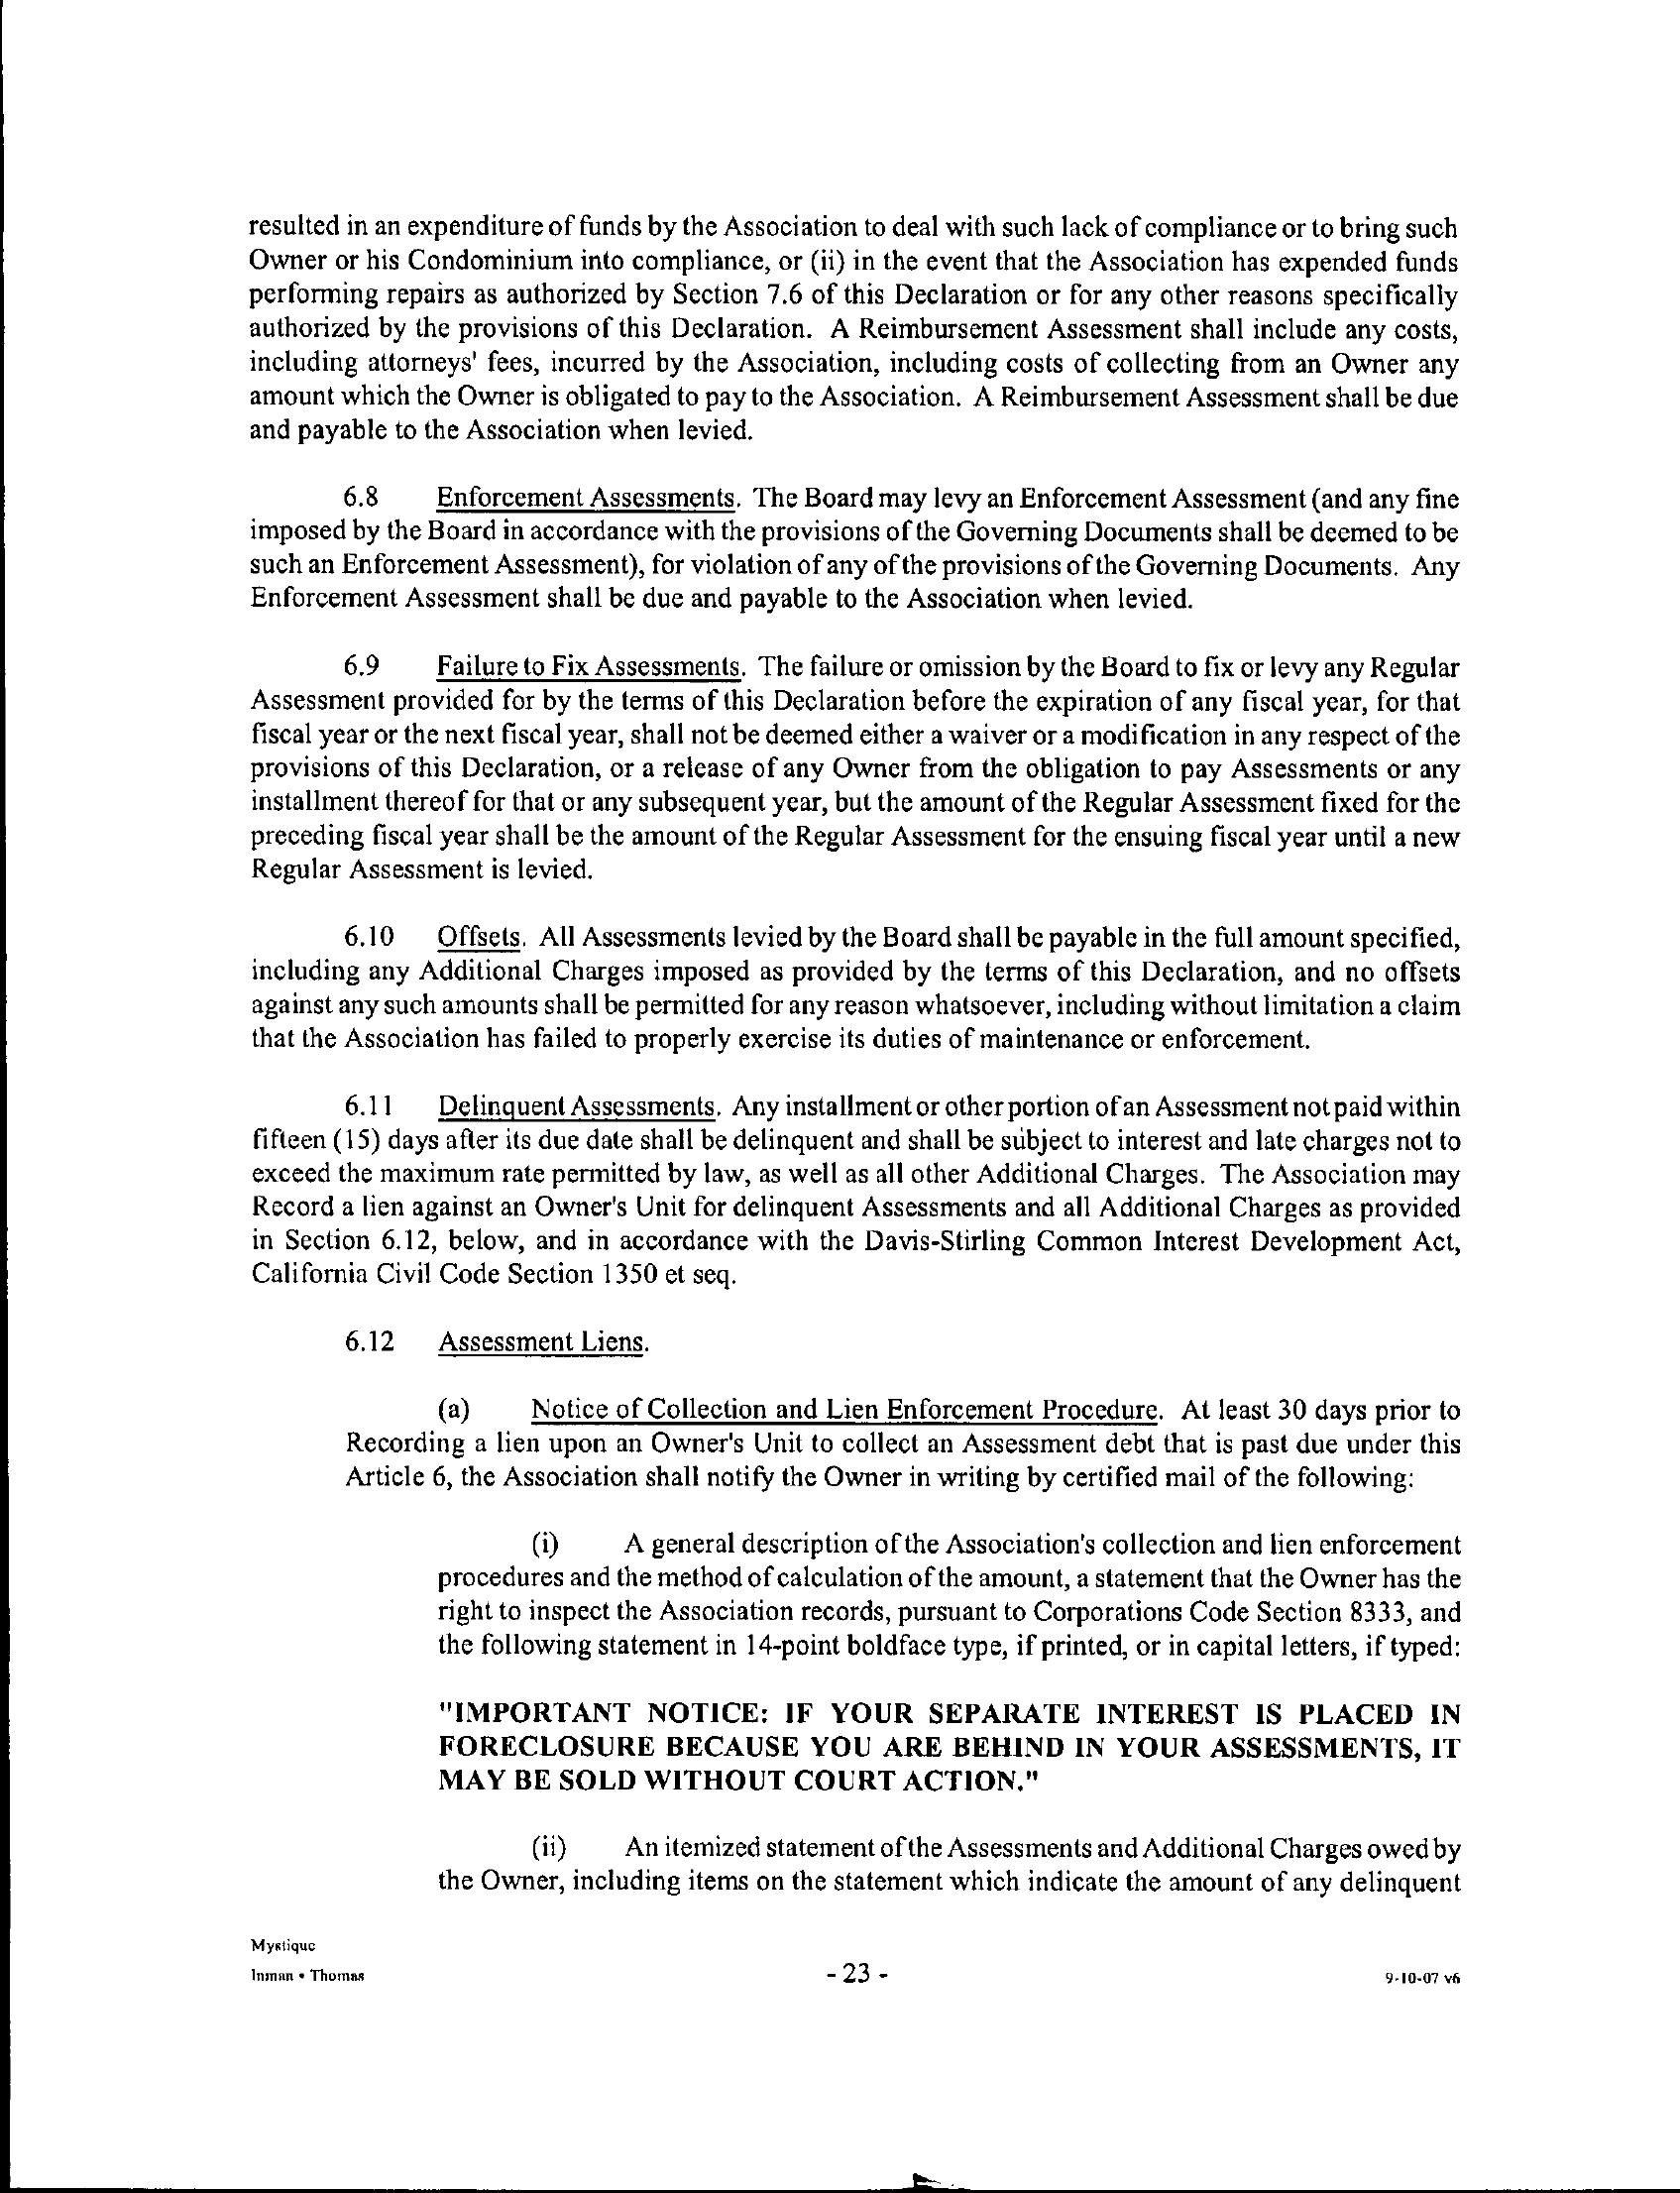 resulted in an expenditure of funds by the Association to deal with such lack of compliance or to bring such
Owner or his Condominium into compliance, or (ii) in the event that the Association has expended funds
performing repairs as authorized by Section 7.6 of this Declaration or for any other reasons specifically
authorized by the provisions of this Declaration. A Reimbursement Assessment shall include any costs,
including attorneys' fees, incurred by the Association, including costs of collecting from an Owner any
amount which the Owner is obligated to pay to the Association. A Reimbursement Assessment shall be due
and payable to the Association when levied.
6.8 Enforcement Assessments. The Board may levy an Enforcement Assessment (and any fine
imposed by the Board in accordance with the provisions of the Governing Documents shall be deemed to be
such an Enforcement Assessment), for violation of any of the provisions of the Governing Documents. Any
Enforcement Assessment shall be due and payable to the Association when levied.
6.9 Failure to Fix Assessments. The failure or omission by the Board to fix or levy any Regular
Assessment provided for by the terms of this Declaration before the expiration of any fiscal year, for that
fiscal year or the next fiscal year, shall not be deemed either a waiver or a modification in any respect of the
provisions of this Declaration, or a release of any Owner from the obligation to pay Assessments or any
installment thereof for that or any subsequent year, but the amount of the Regular Assessment fixed for the
preceding fiscal year shall be the amount of the Regular Assessment for the ensuing fiscal year until a new
Regular Assessment is levied.
6.10 Offsets. All Assessments levied by the Board shall be payable in the full amount specified,
including any Additional Charges imposed as provided by the terms of this Declaration, and no offsets
against any such amounts shall be permitted for any reason whatsoever, including without limitation a claim
that the Association has failed to properly exercise its duties of maintenance or enforcement.
6.11 Delinquent Assessments. Any installment or other portion of an Assessment not paid within
fifteen (15) days after its due date shall be delinquent and shall be subject to interest and late charges not to
exceed the maximum rate permitted by law, as well as all other Additional Charges. The Association may
Record a lien against an Owner's Unit for delinquent Assessments and all Additional Charges as provided
in Section 6.12, below, and in accordance with the Davis-Stirling Common Interest Development Act,
California Civil Code Section 1350 et seq.
6.12 Assessment Liens.
(a) Notice of Collection and Lien Enforcement Procedure. At least 30 days prior to
Recording a lien upon an Owner's Unit to collect an Assessment debt that is past due under this
Article 6, the Association shall notify the Owner in writing by certified mail of the following:
(i) A general description of the Association's collection and lien enforcement
procedures and the method of calculation of the amount, a statement that the Owner has the
right to inspect the Association records, pursuant to Corporations Code Section 8333, and
the following statement in 14-point boldface type, if printed, or in capital letters, if typed:
"IMPORTANT NOTICE: IF YOUR SEPARATE INTEREST IS PLACED IN
FORECLOSURE BECAUSE YOU ARE BEHIND IN YOUR ASSESSMENTS, IT
MAY BE SOLD WITHOUT COURT ACTION."
(ii) An itemized statement of the Assessments and Additional Charges owed by
the Owner, including items on the statement which indicate the amount of any delinquent
Mystique
Inman • Thomas
- 23 -
9-10-07 v6